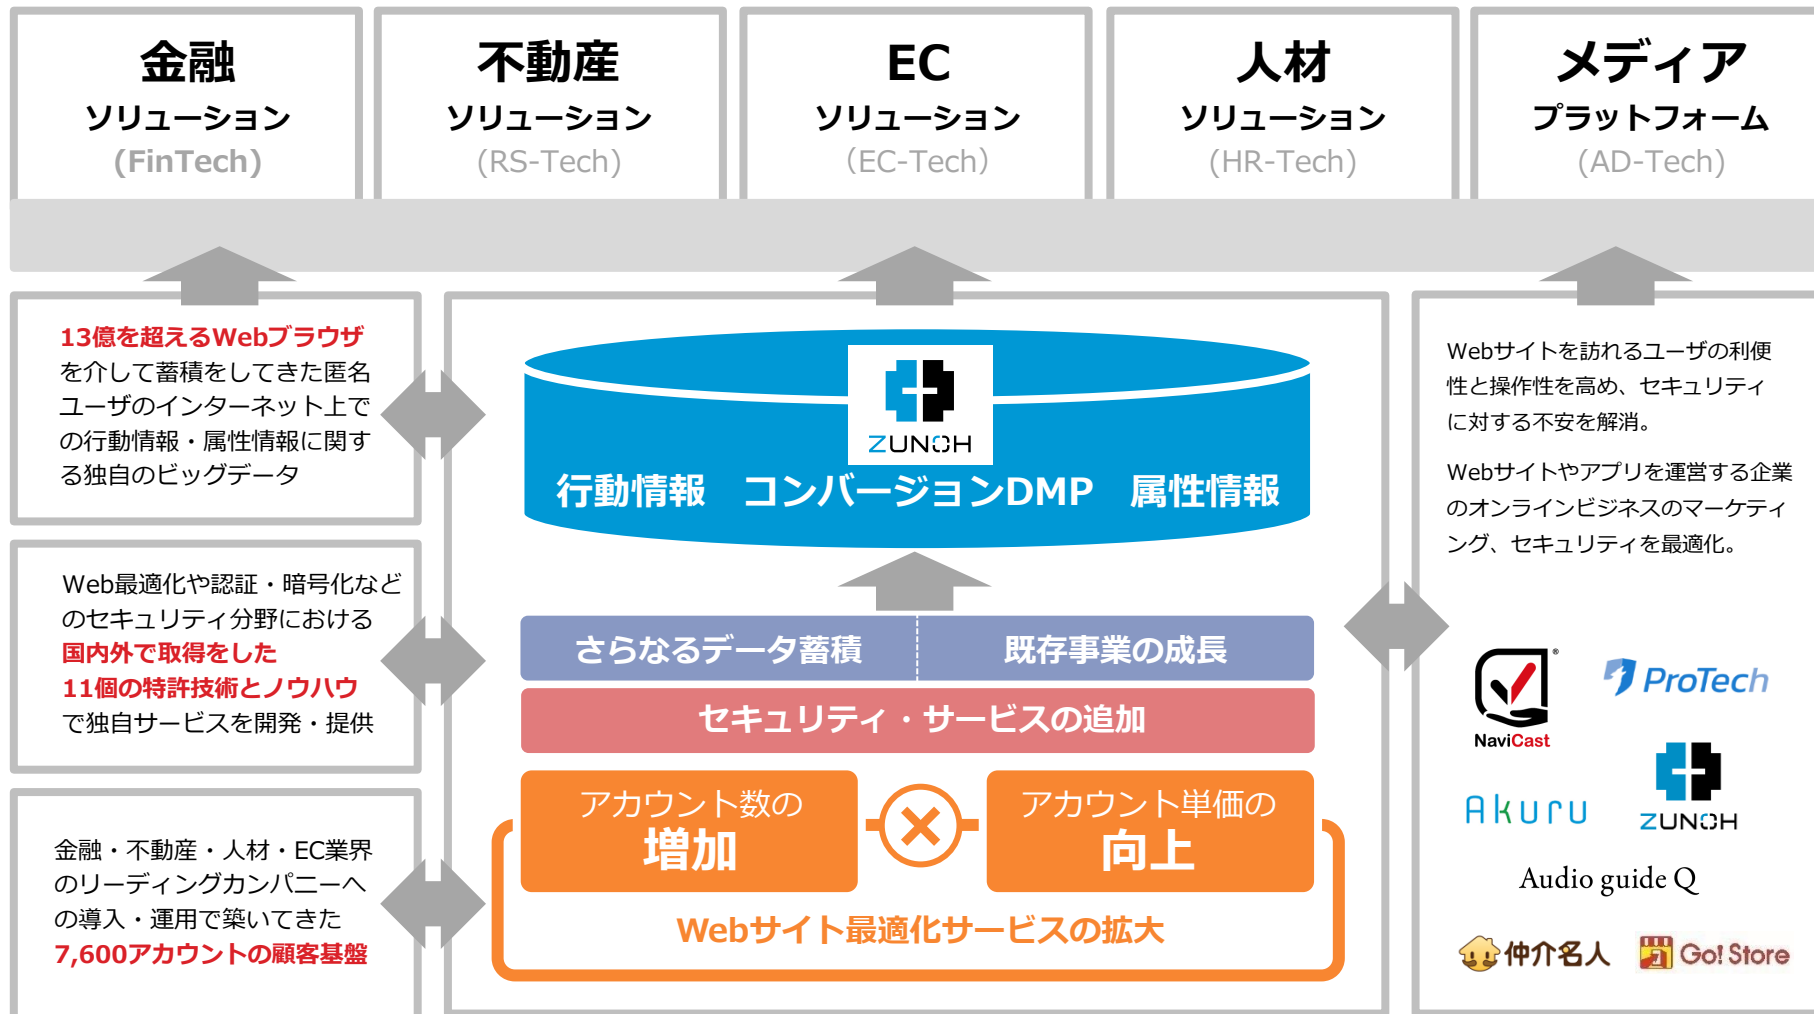 金融
ソリューション
(FinTech)
不動産
ソリューション
(RS-Tech)
EC
ソリューション
（EC-Tech）
人材
ソリューション
(HR-Tech)
メディア
プラットフォーム
(AD-Tech)
13億を超えるWebブラウザ
を介して蓄積をしてきた匿名
ユーザのインターネット上で
の行動情報・属性情報に関す
る独自のビッグデータ
Web最適化や認証・暗号化など
のセキュリティ分野における
国内外で取得をした
11個の特許技術とノウハウ
で独自サービスを開発・提供
金融・不動産・人材・EC業界
のリーディングカンパニーへ
の導入・運用で築いてきた
7,600アカウントの顧客基盤
ZUNOH
行動情報 コンバージョンDMP 属性情報
さらなるデータ蓄積
既存事業の成長
セキュリティ・サービスの追加
アカウント数の
増加
×
アカウント単価の
向上
Webサイト最適化サービスの拡大
Webサイトを訪れるユーザの利便
性と操作性を高め、セキュリティ
に対する不安を解消。
Webサイトやアプリを運営する企業
のオンラインビジネスのマーケティ
ング、セキュリティを最適化。
NaviCast®
ProTech
Akuru
ZUNOH
Audio guide Q
仲介名人
Go! Store